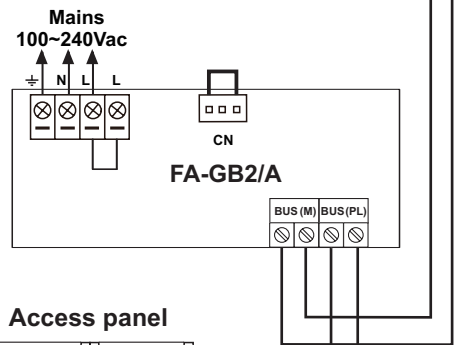 Mains
100~240Vac
N L L
CN
FA-GB2/A
BUS (M) BUS (PL)
Access panel